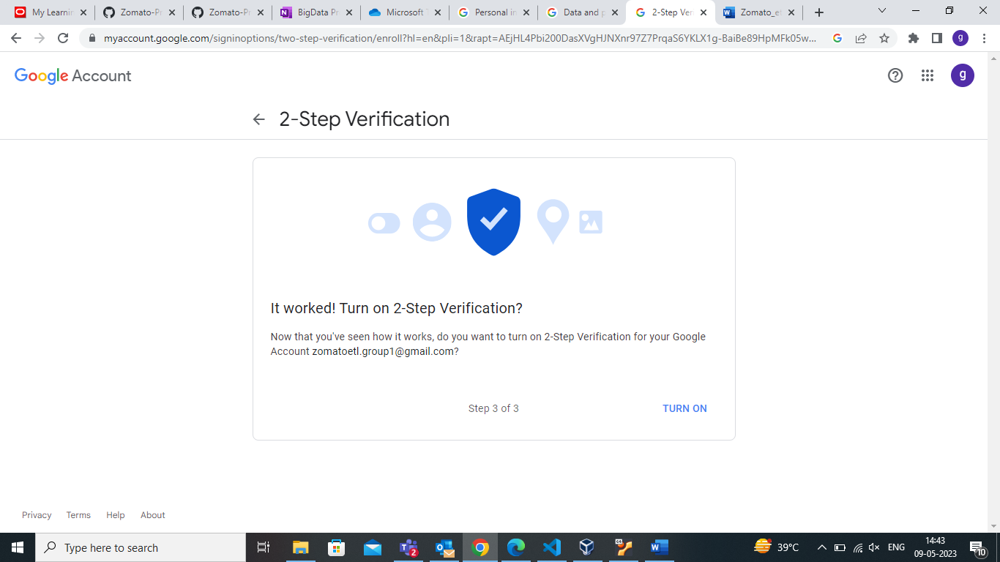 My Learnin
Zomato-Pr
Zomato-Pr
BigData Pr
Microsoft T
Personal in
Data and p
2-Step Veri
Zomato_et
myaccount.google.com/signinoptions/two-step-verification/enroll?hl=en&pli=1&rapt=AEjHL4Pbi200DasXVgHJNXnr97Z7PrqaS6YKLX1g-BaiBe89HpMFk05w...
g
Google Account
g
2-Step Verification
It worked! Turn on 2-Step Verification?
Now that you've seen how it works, do you want to turn on 2-Step Verification for your Google
Account zomatoetl.group1@gmail.com?
Step 3 of 3
TURN ON
Privacy
Terms
Help
About
Type here to search
2
39°C
ENG
14:43
09-05-2023
10